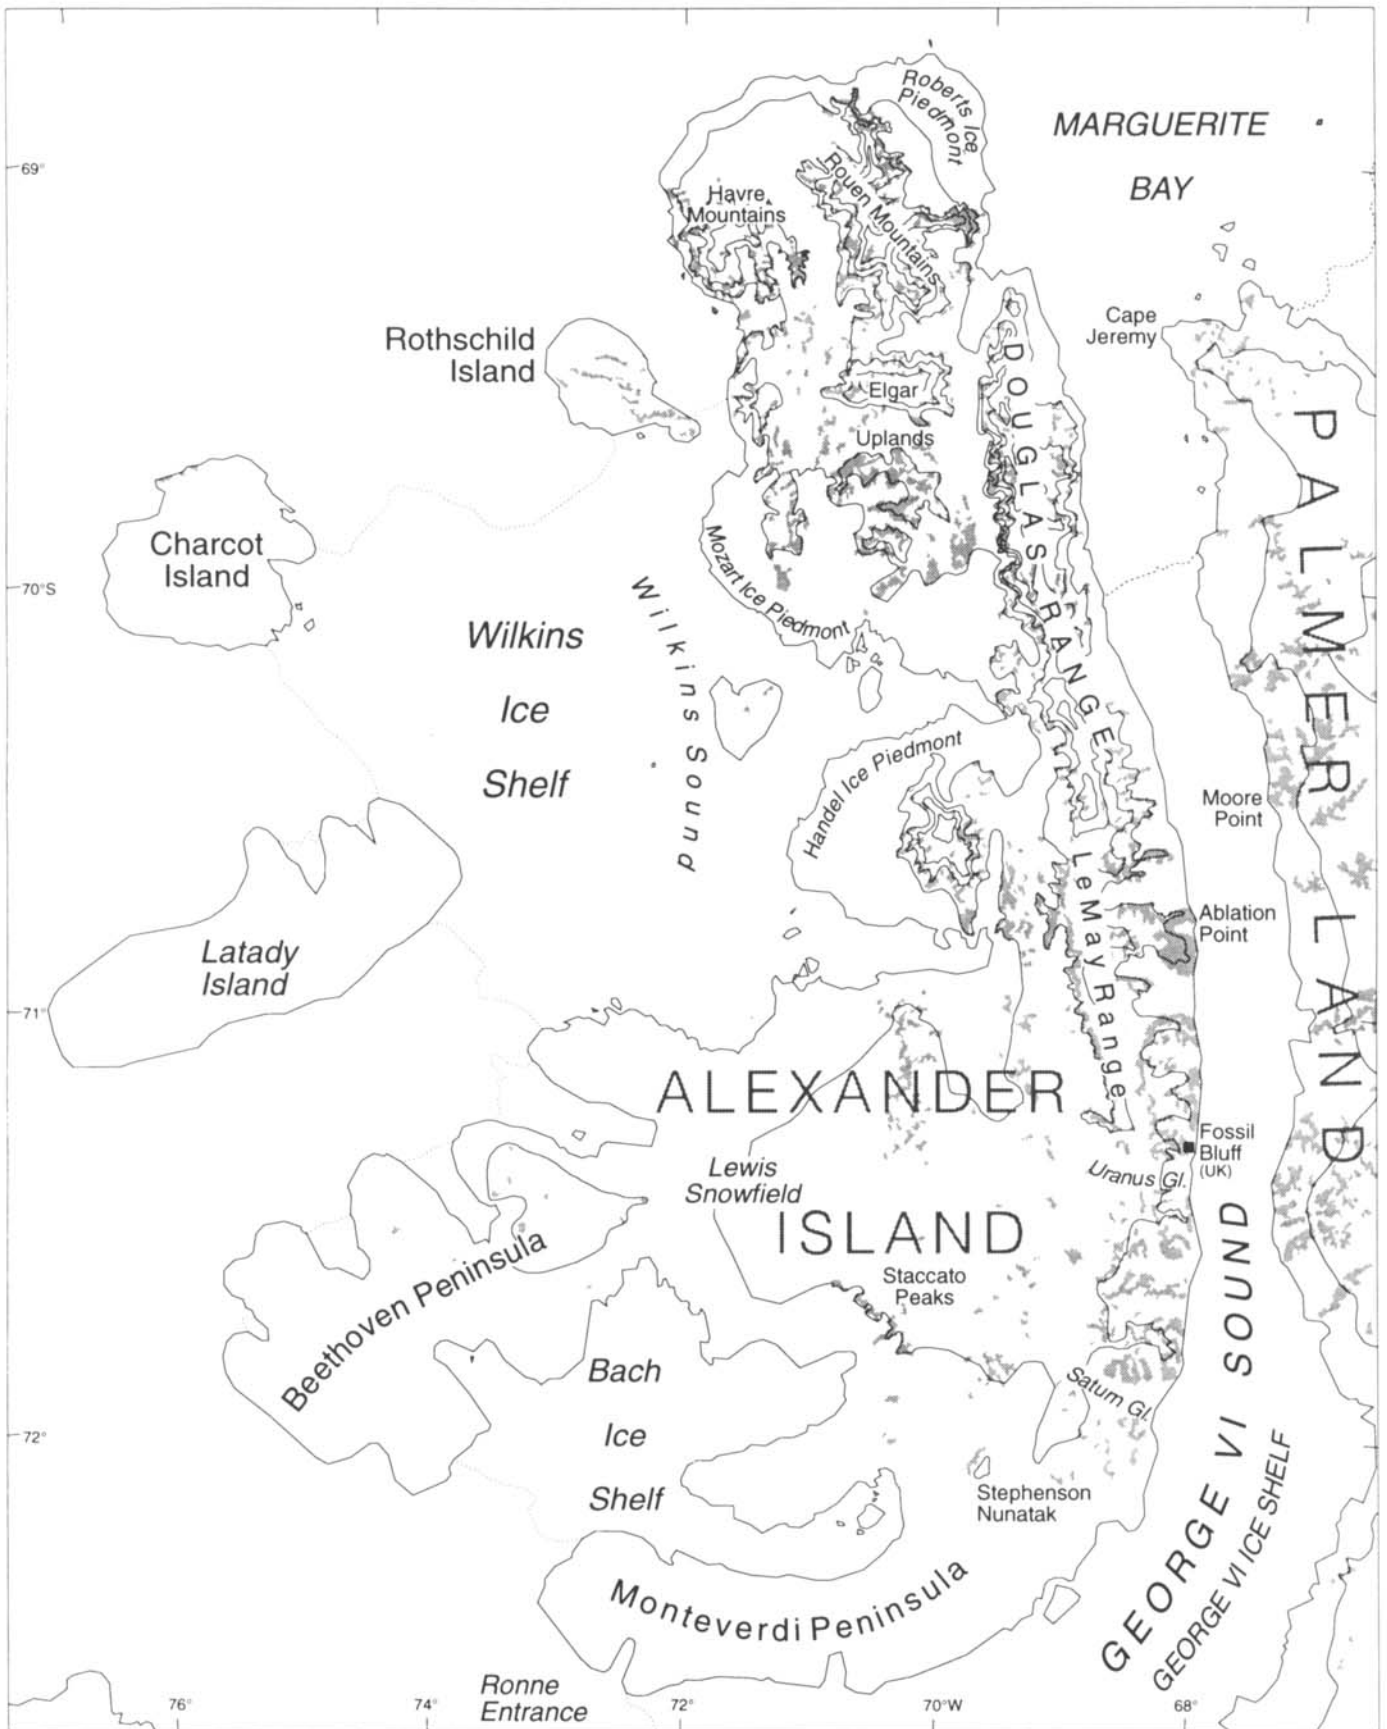 Roberts Ice
Piedmont
MARGUERITE
BAY
69°
Havre
Mountains
Rouen Mountains
Cape
Jeremy
Rothschild
Island
Elgar
Uplands
DOUGLAS RANGE
PALMER LAND
Charcot
Island
Mozart Ice Piedmont
70°S
Wilkins
Ice
Shelf
Wilkins Sound
Handel Ice Piedmont
Moore
Point
LeMay Range
Ablation
Point
Latady
Island
71°
ALEXANDER
Fossil
Bluff
(UK)
Lewis
Snowfield
Uranus Gl.
ISLAND
Staccato
Peaks
Beethoven Peninsula
Bach
Ice
Shelf
Saturn Gl.
72°
Stephenson
Nunatak
GEORGE VI SOUND
GEORGE VI ICE SHELF
Monteverdi Peninsula
Ronne
Entrance
76°
74°
72°
70°W
68°